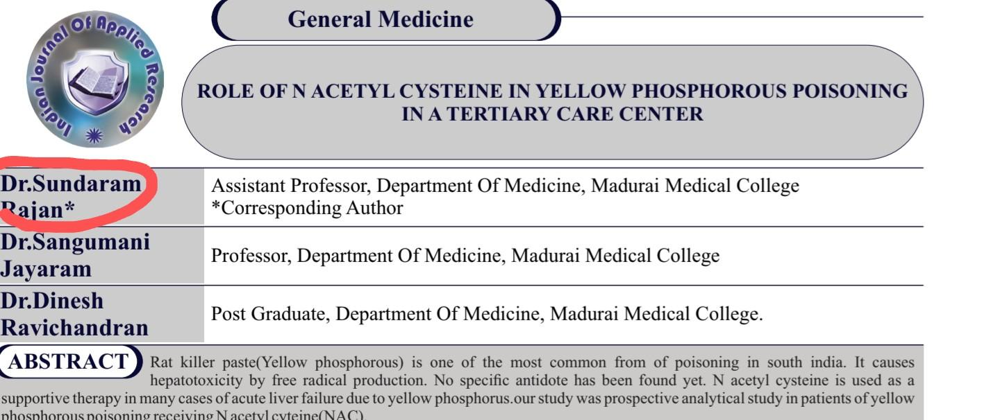 Indian Journal Of Applied Research
General Medicine
ROLE OF N ACETYL CYSTEINE IN YELLOW PHOSPHOROUS POISONING
IN A TERTIARY CARE CENTER
Dr.Sundaram
Rajan*
Assistant Professor, Department Of Medicine, Madurai Medical College
*Corresponding Author
Dr.Sangumani
Jayaram
Professor, Department Of Medicine, Madurai Medical College
Dr.Dinesh
Ravichandran
Post Graduate, Department Of Medicine, Madurai Medical College.
ABSTRACT
Rat killer paste(Yellow phosphorous) is one of the most common from of poisoning in south india. It causes
hepatotoxicity by free radical production. No specific antidote has been found yet. N acetyl cysteine is used as a
supportive therapy in many cases of acute liver failure due to yellow phosphorus.our study was prospective analytical study in patients of yellow
phosphorous poisoning receiving N acetyl cyteine(NAC).